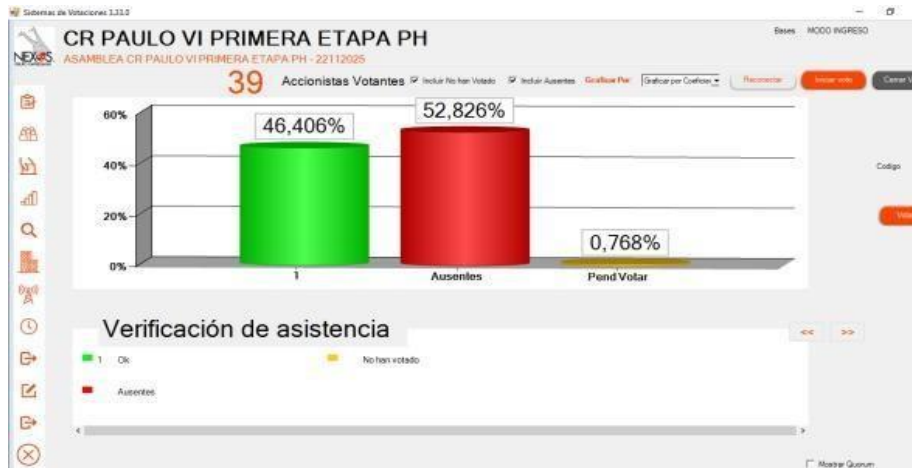 Sistemas de Votaciones 3.33.0
CR PAULO VI PRIMERA ETAPA PH
Bases MODO INGRESO
NEXOS
ASAMBLEA CR PAULO VI PRIMERA ETAPA PH - 22112025
39 Accionistas Votantes Incluir No han Votado Incluir Ausentes Graficar Por Graficar por Coeficie Reconectar Iniciar voto Cerrar V
60%
52,826%
46,406%
40%
Codigo
20%
0,768%
0%
1 Ausentes Pend Votar
Verificación de asistencia
<< >>
1 Ok No han votado
Ausentes
< >
Mostrar Quorum